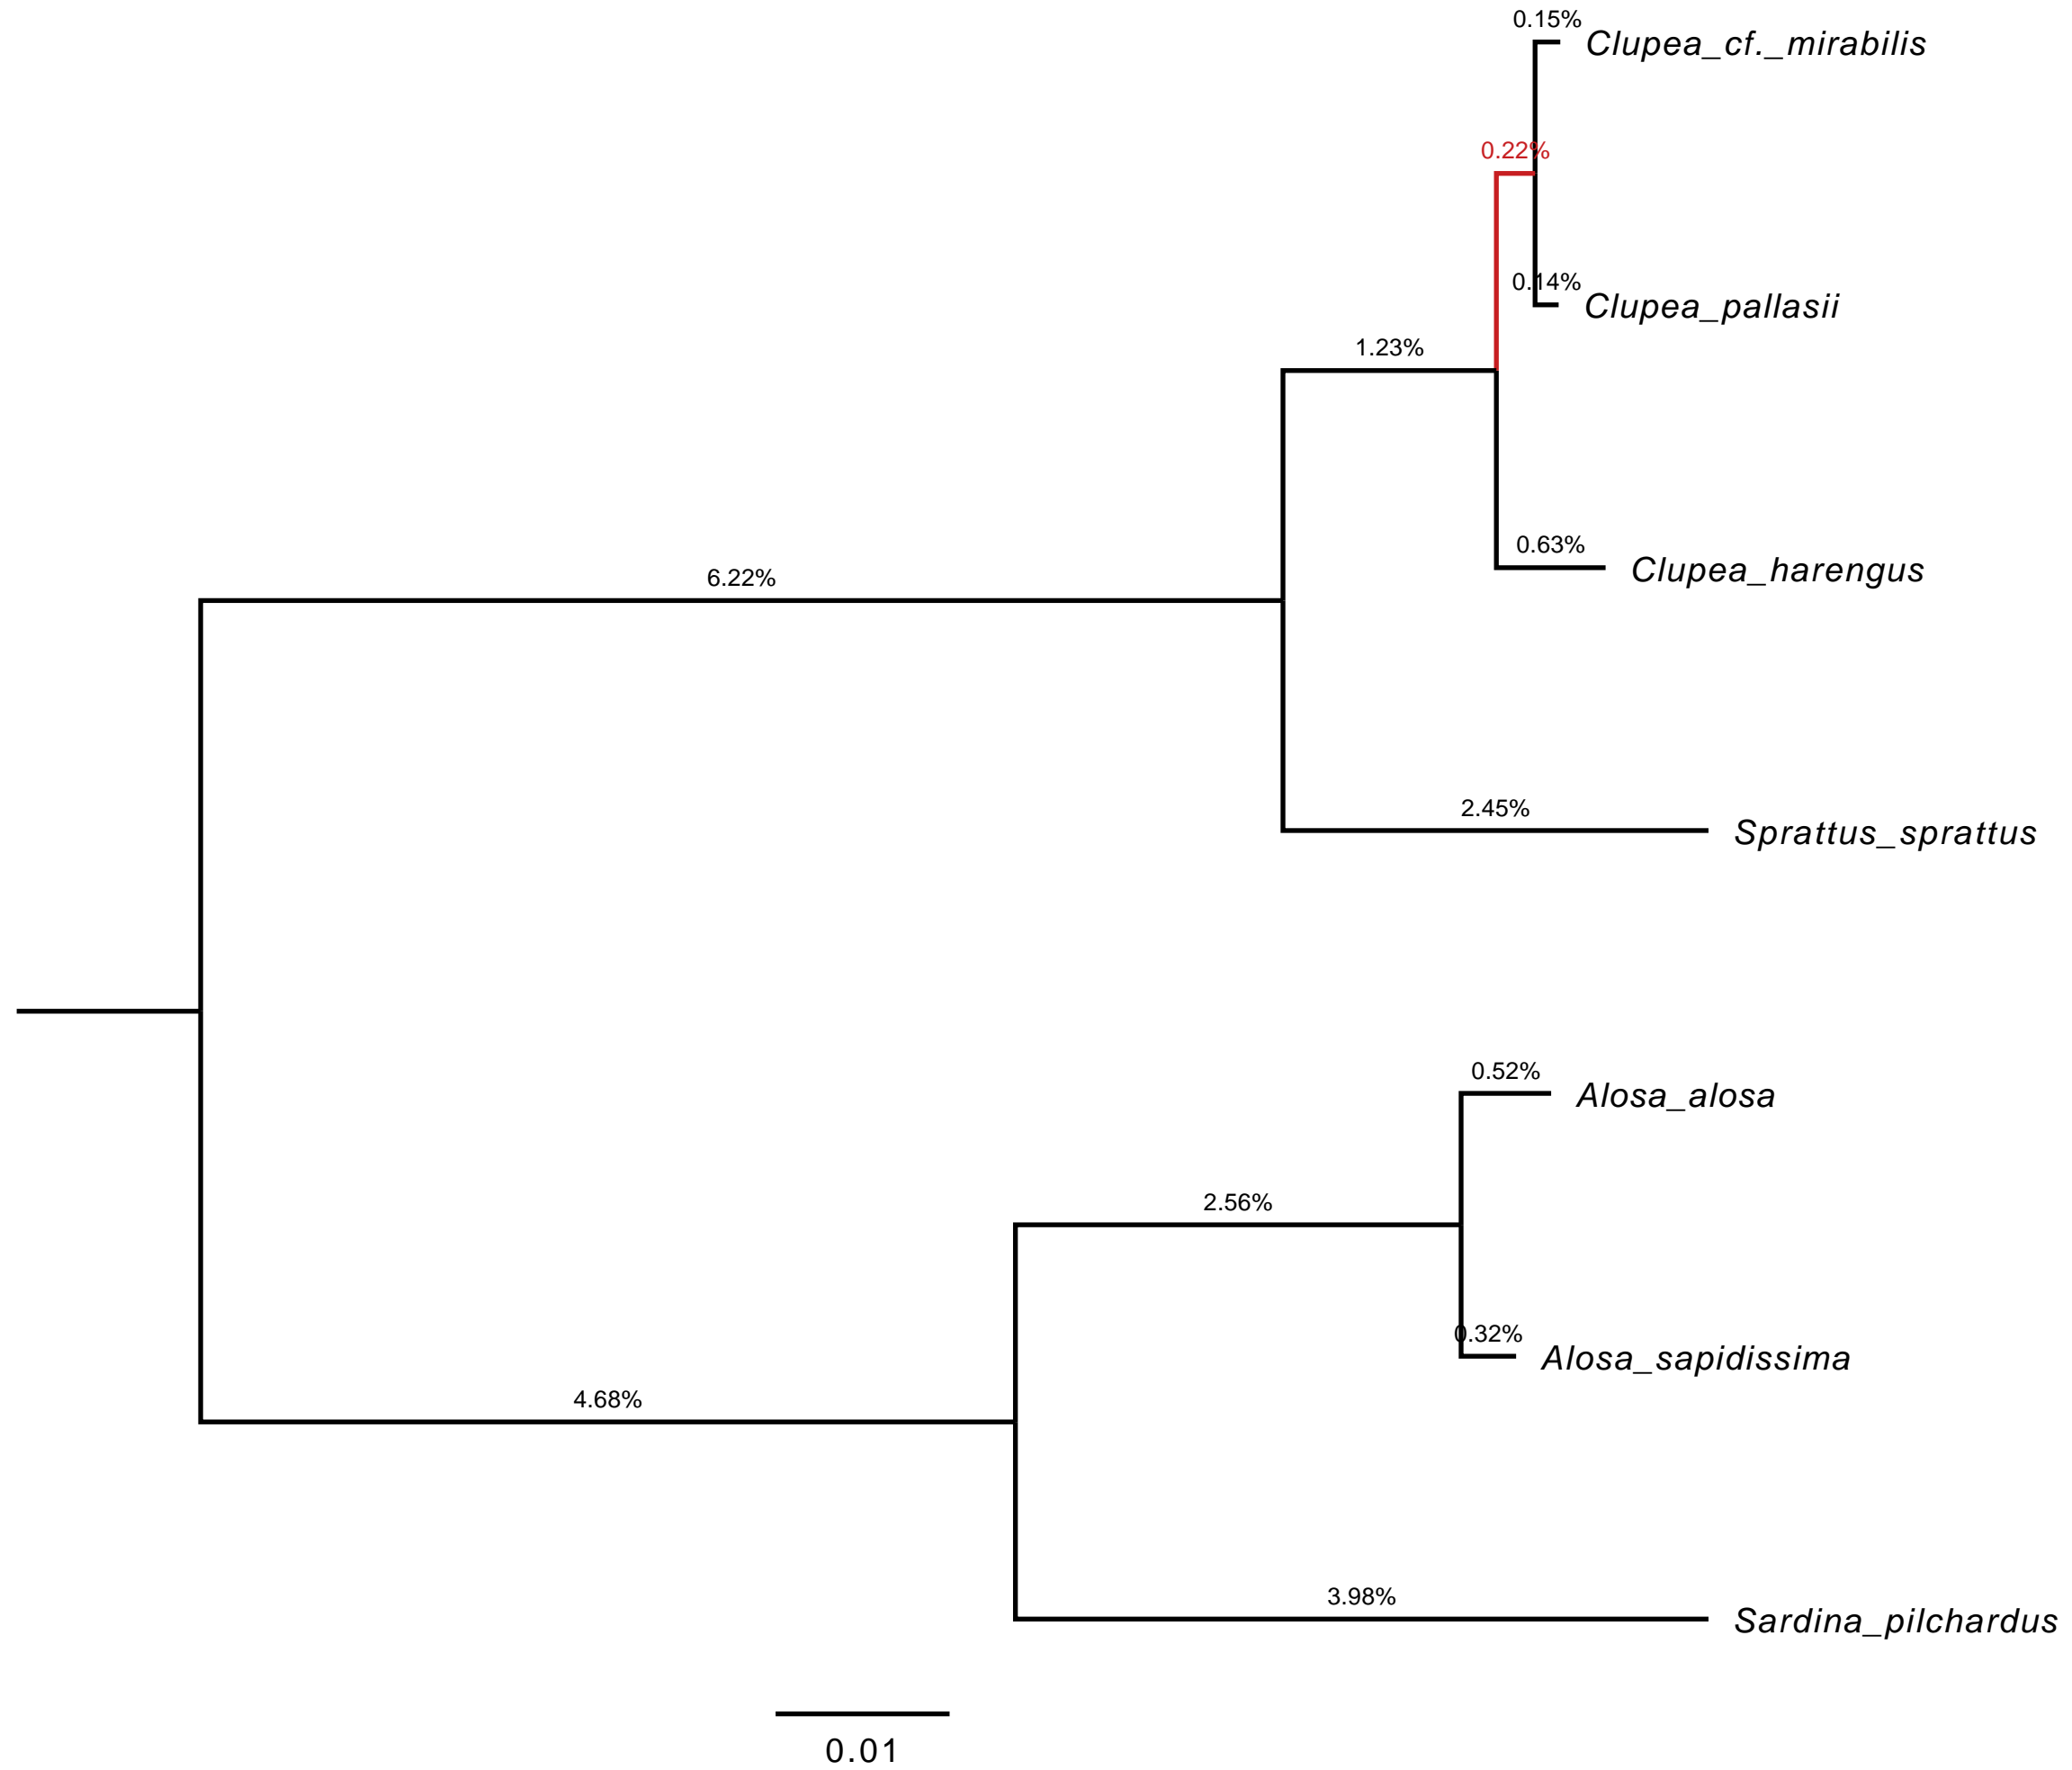 0.15%
Clupea_cf._mirabilis
0.22%
0.14%
Clupea_pallasii
1.23%
0.63%
Clupea_harengus
6.22%
2.45%
Sprattus_sprattus
0.52%
Alosa_alosa
2.56%
0.32%
Alosa_sapidissima
4.68%
3.98%
Sardina_pilchardus
0.01